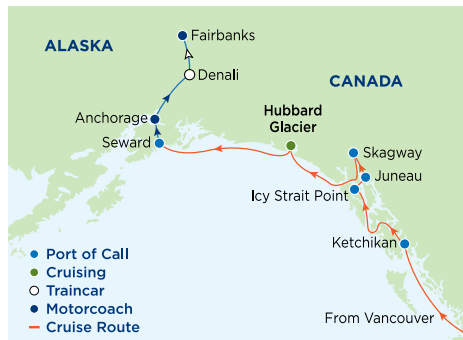 Fairbanks
ALASKA
Denali
CANADA
Anchorage
Hubbard
Glacier
Seward
Skagway
Juneau
Icy Strait Point
Ketchikan
Port of Call
Cruising
Traincar
Motorcoach
Cruise Route
From Vancouver